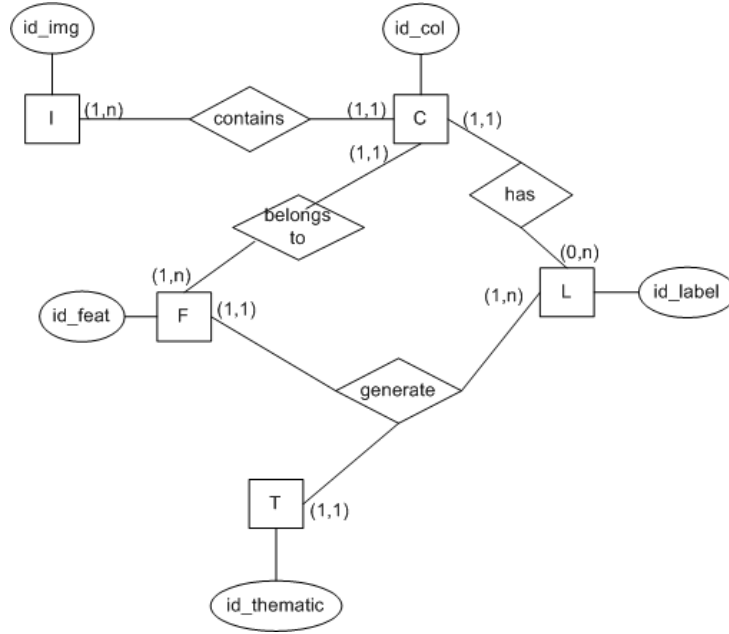 id_img
id_col
I
(1,n)
contains
(1,1)
C
(1,1)
(1,1)
has
belongs
to
(0,n)
(1,n)
id_feat
F
(1,1)
(1,n)
L
id_label
generate
T
(1,1)
id_thematic